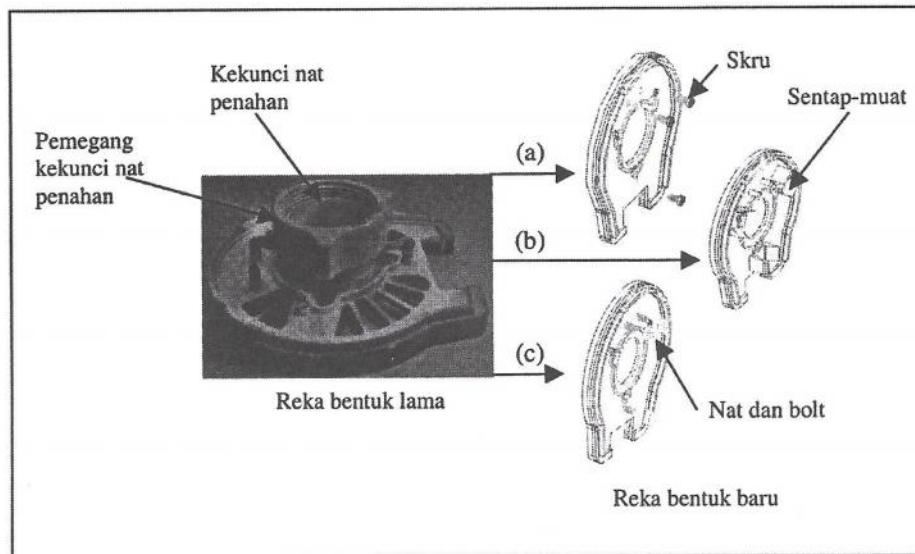 Kekunci nat
penahan
Pemegang
kekunci nat
penahan
Skru
Sentap-muat
(a)
(b)
(c)
Nat dan bolt
Reka bentuk lama
Reka bentuk baru